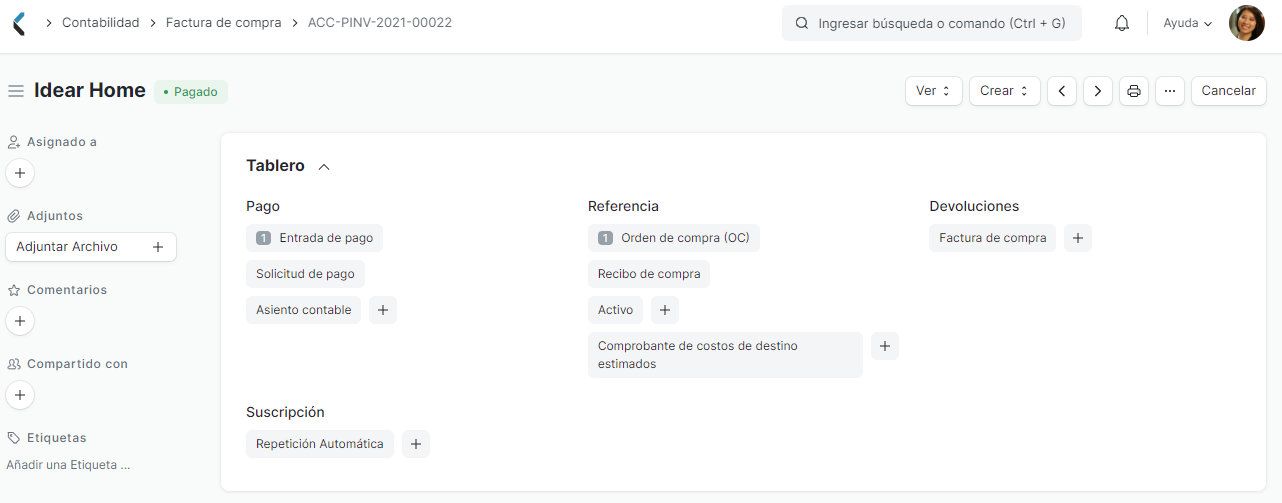 Contabilidad > Factura de compra > ACC-PINV-2021-00022
Ingresar búsqueda o comando (Ctrl + G)
Ayuda
Idear Home
Pagado
Ver
Crear
Cancelar
Asignado a
Adjuntos
Adjuntar Archivo
Comentarios
Compartido con
Etiquetas
Añadir una Etiqueta ...
Tablero
Pago
1 Entrada de pago
Solicitud de pago
Asiento contable
Referencia
1 Orden de compra (OC)
Recibo de compra
Activo
Comprobante de costos de destino
estimados
Devoluciones
Factura de compra
Suscripción
Repetición Automática